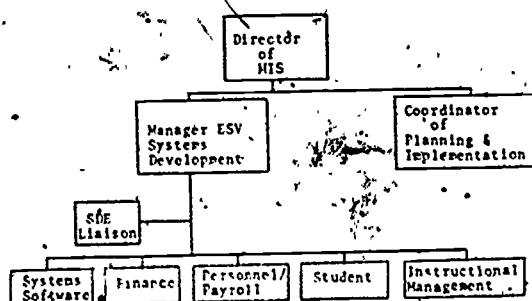 Director
of
MIS
Manager ESV
Systems
Development
Coordinator
of
Planning &
Implementation
SDE
Liaison
Systems
Software
Finance
Personnel/
Payroll
Student
Instructional
Management